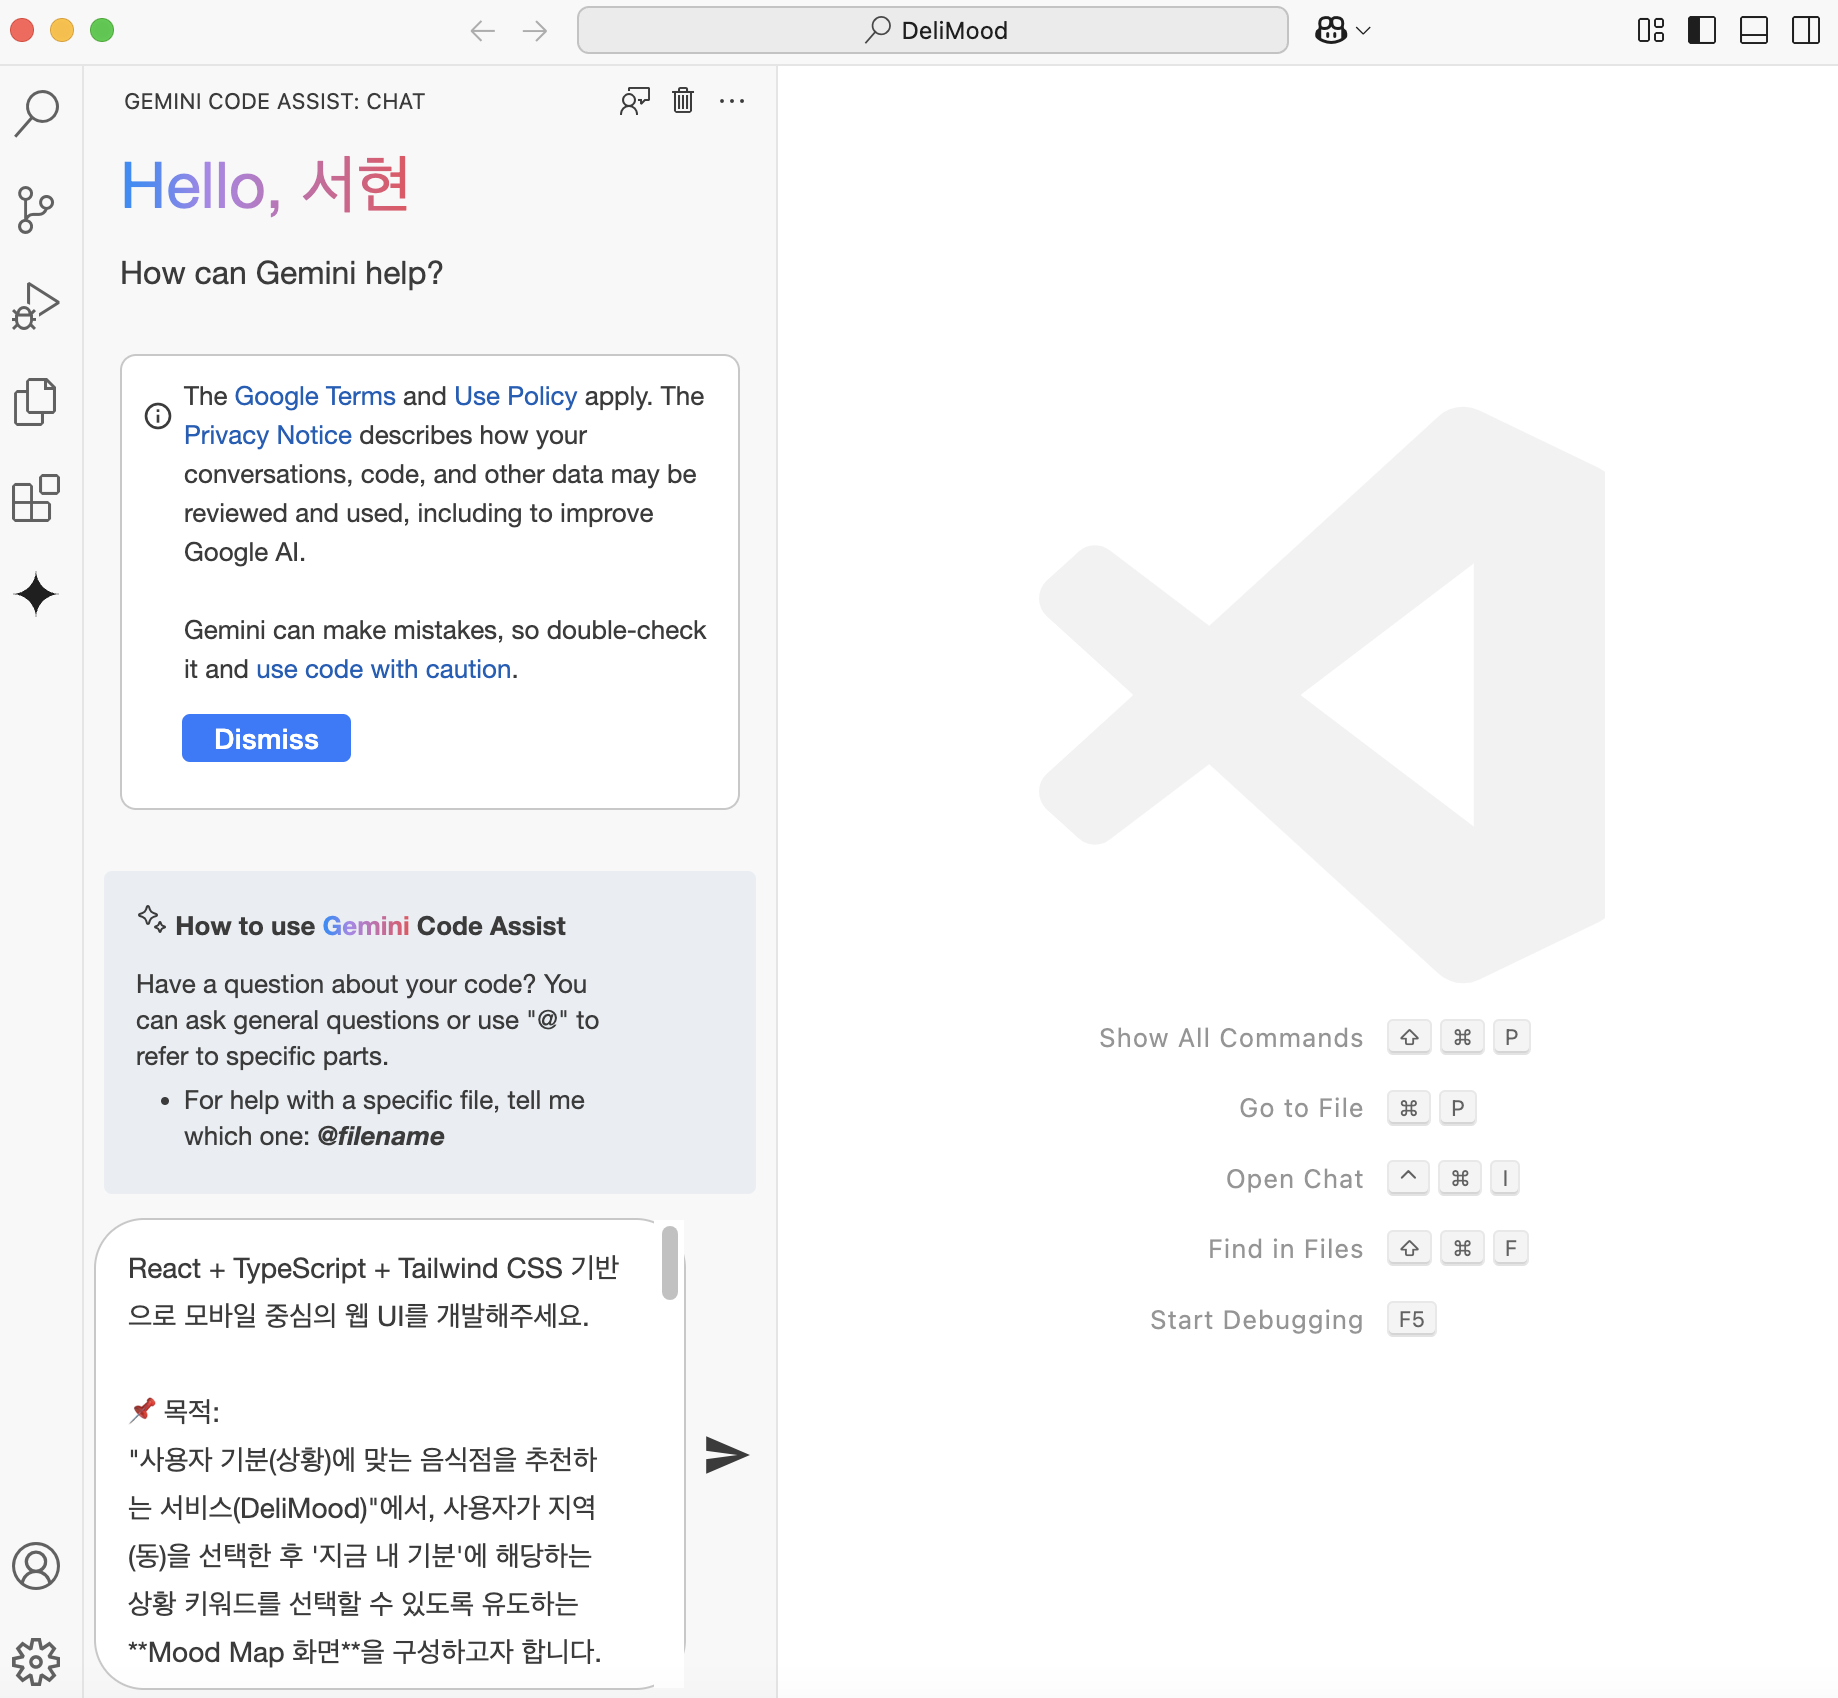 DeliMood
GEMINI CODE ASSIST: CHAT
Hello, 서현
How can Gemini help?
The Google Terms and Use Policy apply. The
Privacy Notice describes how your
conversations, code, and other data may be
reviewed and used, including to improve
Google AI.
Gemini can make mistakes, so double-check
it and use code with caution.
Dismiss
How to use Gemini Code Assist
Have a question about your code? You
can ask general questions or use "@" to
refer to specific parts.
• For help with a specific file, tell me
which one: @filename
React + TypeScript + Tailwind CSS 기반
으로 모바일 중심의 웹 UI를 개발해주세요.
📌 목적:
"사용자 기분(상황)에 맞는 음식점을 추천하
는 서비스(DeliMood)"에서, 사용자가 지역
(동)을 선택한 후 '지금 내 기분'에 해당하는
상황 키워드를 선택할 수 있도록 유도하는
**Mood Map 화면**을 구성하고자 합니다.
Show All Commands ⇧ ⌘ P
Go to File ⌘ P
Open Chat ^ ⌘ I
Find in Files ⇧ ⌘ F
Start Debugging F5